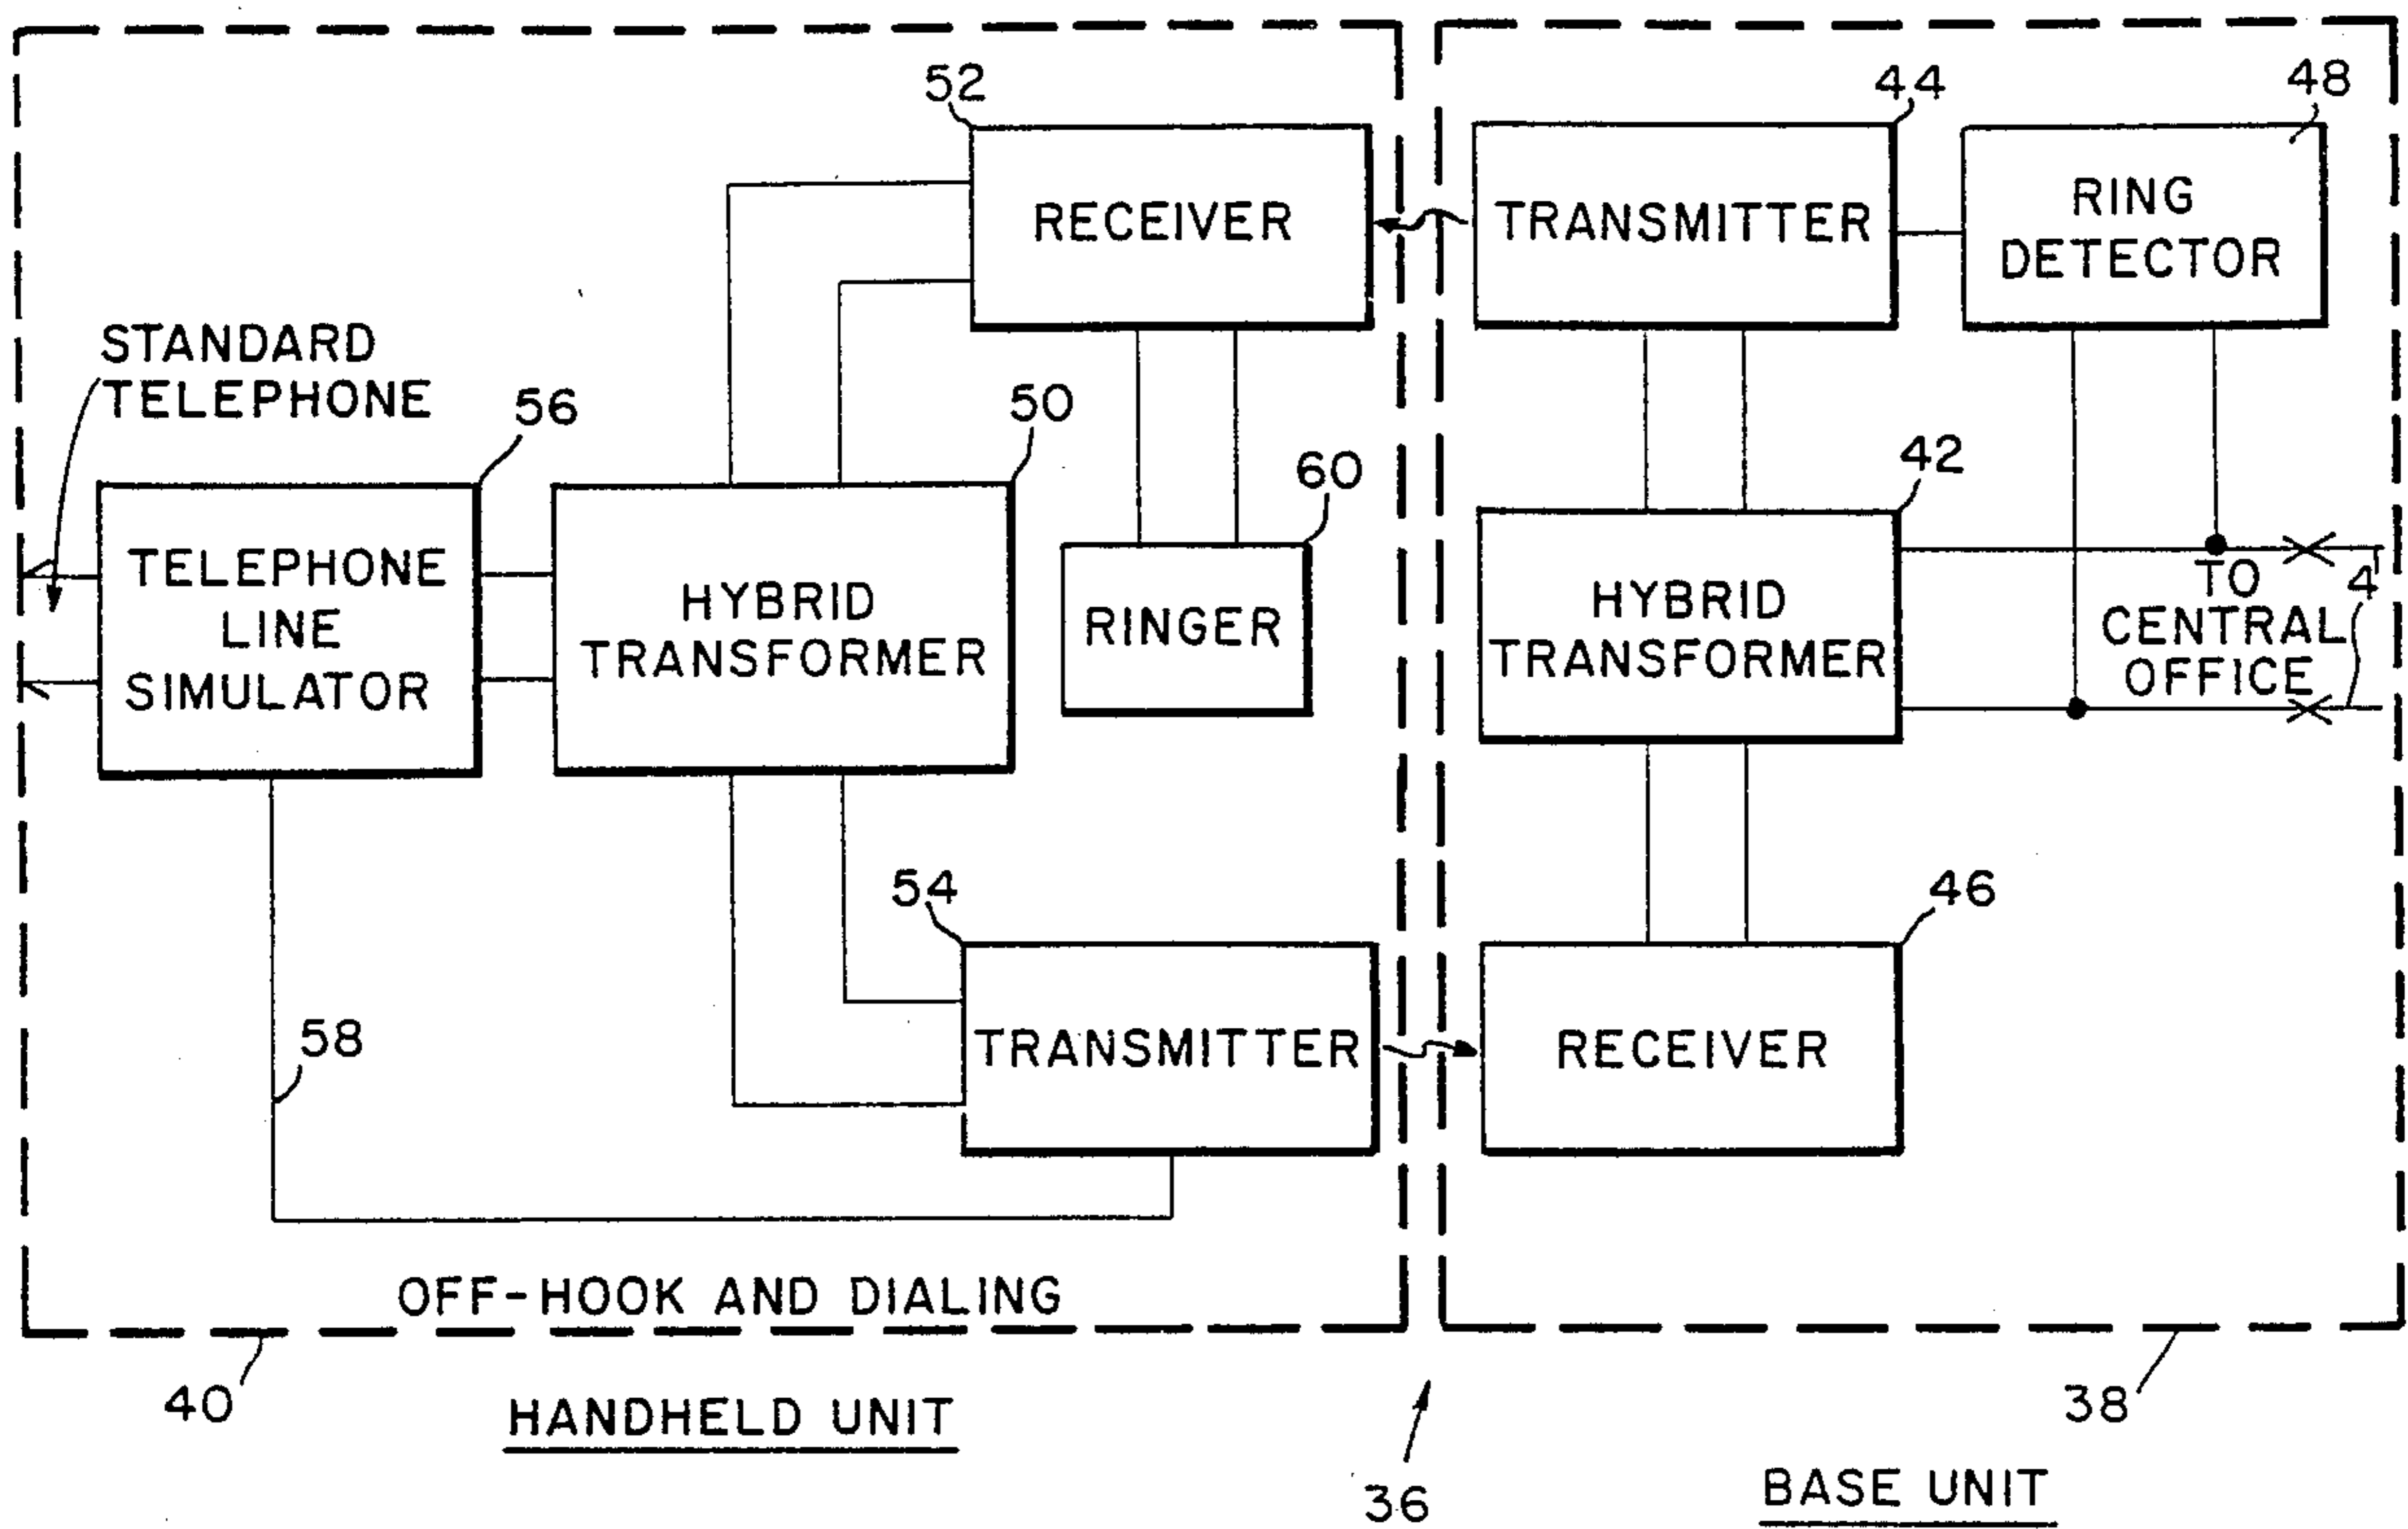 52
44
48
RECEIVER
TRANSMITTER
RING
DETECTOR
STANDARD
TELEPHONE
56
50
60
42
TELEPHONE
LINE
SIMULATOR
HYBRID
TRANSFORMER
RINGER
HYBRID
TRANSFORMER
TO
CENTRAL
OFFICE
4'
54
46
58
TRANSMITTER
RECEIVER
OFF-HOOK AND DIALING
40
HANDHELD UNIT
36
38
BASE UNIT